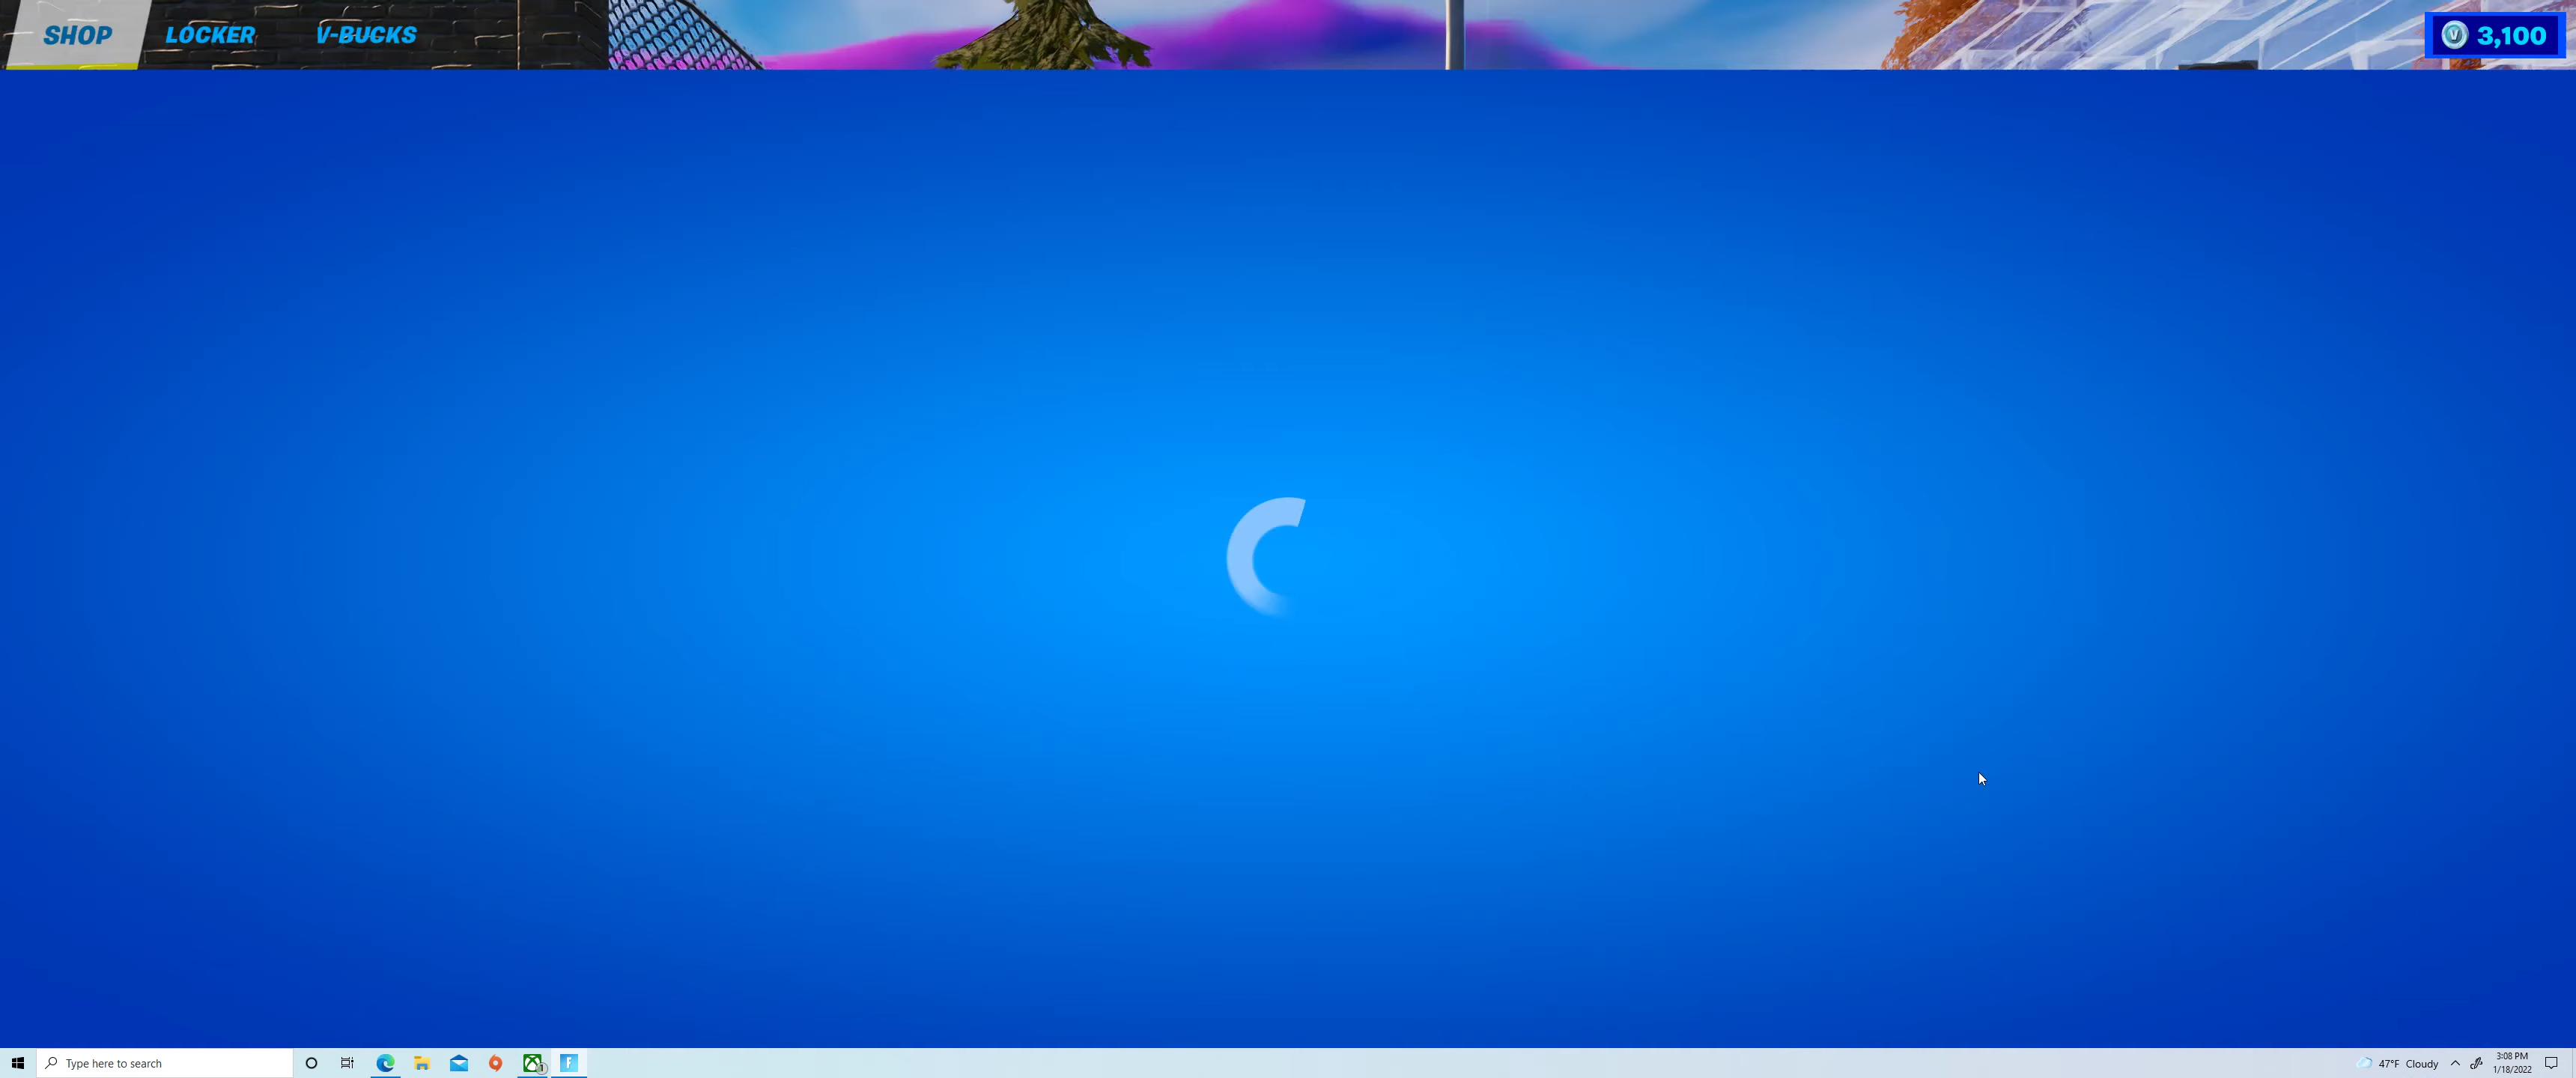 SHOP LOCKER V-BUCKS 3,100
Type here to search
47°F Cloudy
3:08 PM
1/18/2022